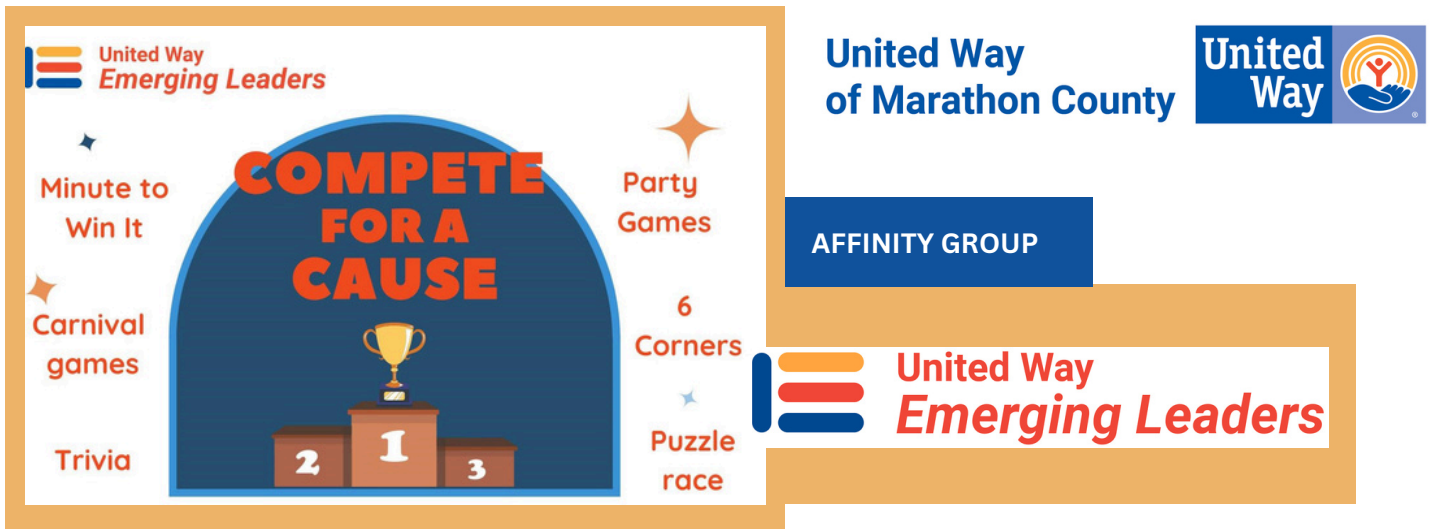 United Way
Emerging Leaders
COMPETE
FOR A
CAUSE
Minute to
Win It
Carnival
games
Trivia
Party
Games
6
Corners
Puzzle
race
2
1
3
United Way
of Marathon County
United
Way
®
AFFINITY GROUP
United Way
Emerging Leaders